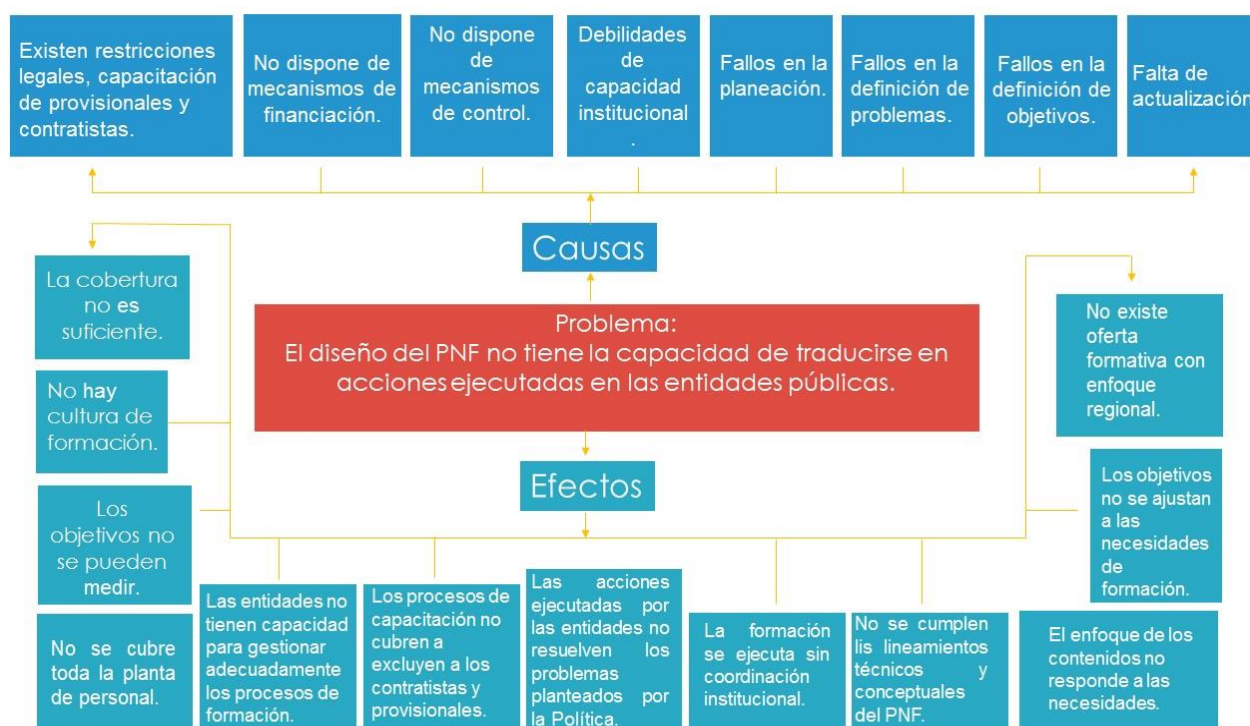 Existen restricciones
legales, capacitación
de provisionales y
contratistas.
No dispone de
mecanismos de
financiación.
No dispone
de
mecanismos
de control.
Debilidades
de
capacidad
institucional
.
Fallos en la
planeación.
Fallos en la
definición de
problemas.
Fallos en la
definición de
objetivos.
Falta de
actualización
Causas
La cobertura
no es
suficiente.
Problema:
El diseño del PNF no tiene la capacidad de traducirse en
acciones ejecutadas en las entidades públicas.
No existe
oferta
formativa con
enfoque
regional.
No hay
cultura de
formación.
Efectos
Los
objetivos no
se pueden
medir.
Los objetivos
no se ajustan
a las
necesidades
de
formación.
No se cubre
toda la planta
de personal.
Las entidades no
tienen capacidad
para gestionar
adecuadamente
los procesos de
formación.
Los procesos de
capacitación no
cubren a
excluyen a los
contratistas y
provisionales.
Las acciones
ejecutadas por
las entidades no
resuelven los
problemas
planteados por
la Política.
La formación
se ejecuta sin
coordinación
institucional.
No se cumplen
lis lineamientos
técnicos y
conceptuales
del PNF.
El enfoque de los
contenidos no
responde a las
necesidades.